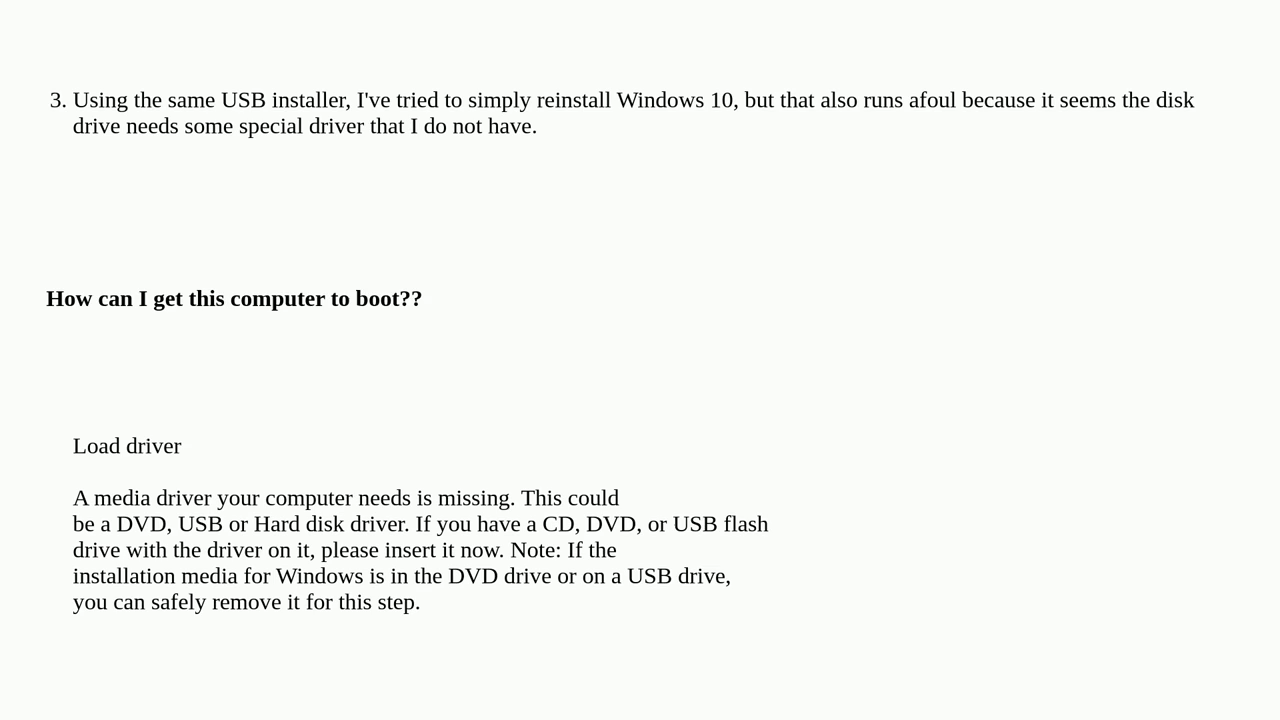 3. Using the same USB installer, I've tried to simply reinstall Windows 10, but that also runs afoul because it seems the disk
drive needs some special driver that I do not have.
How can I get this computer to boot??
Load driver
A media driver your computer needs is missing. This could
be a DVD, USB or Hard disk driver. If you have a CD, DVD, or USB flash
drive with the driver on it, please insert it now. Note: If the
installation media for Windows is in the DVD drive or on a USB drive,
you can safely remove it for this step.